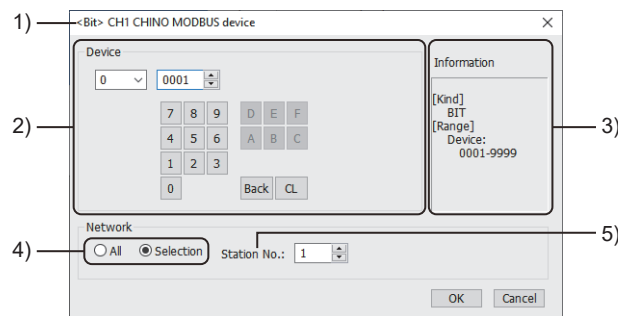 1) <Bit> CH1 CHINO MODBUS device
Device
0 0001
2)
7 8 9 D E F
4 5 6 A B C
1 2 3
0 Back CL
Information
[Kind]
BIT
[Range]
Device:
0001-9999
3)
Network
4) All Selection Station No.: 1
5)
OK Cancel